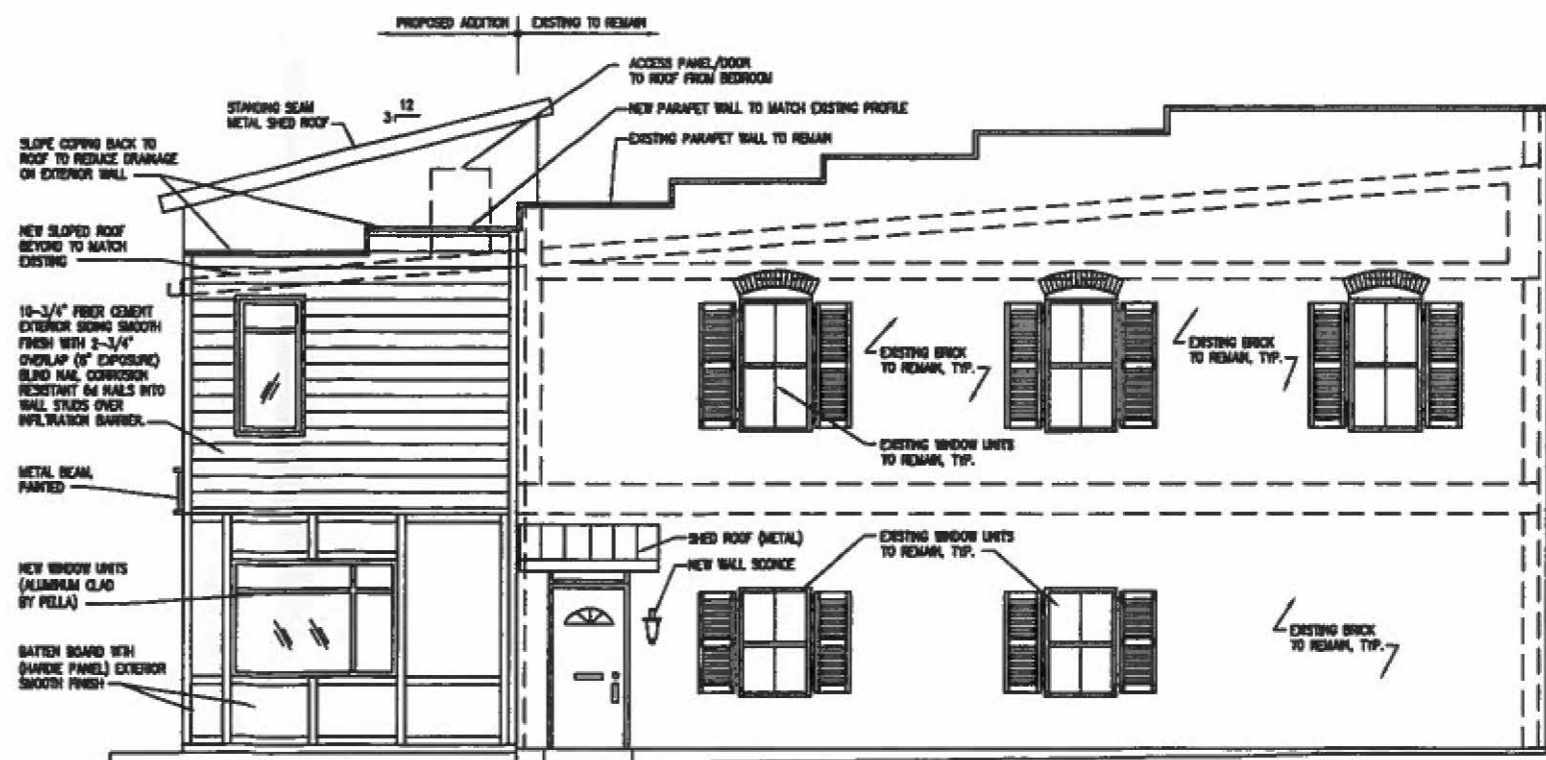 PROPOSED ADDITION
EXISTING TO REMAIN
ACCESS PANEL/DOOR
TO ROOF FROM BEDROOM
STANDING SEAM
METAL SHED ROOF
12
3
NEW PARAPET WALL TO MATCH EXISTING PROFILE
EXISTING PARAPET WALL TO REMAIN
SLOPE COPING BACK TO
ROOF TO REDUCE DRAINAGE
ON EXTERIOR WALL
NEW SLOPED ROOF
BEYOND TO MATCH
EXISTING
10-3/4" FIBER CEMENT
EXTERIOR SIDING SMOOTH
FINISH WITH 2-3/4"
OVERLAP (8" EXPOSURE)
BLIND NAIL CORROSION
RESISTANT 6d NAILS INTO
WALL STUDS OVER
INFILTRATION BARRIER.
METAL BEAM,
PAINTED
NEW WINDOW UNITS
(ALUMINUM CLAD
BY PELLA)
BATTEN BOARD WITH
(HARDIE PANEL) EXTERIOR
SMOOTH FINISH
EXISTING BRICK
TO REMAIN, TYP.
EXISTING BRICK
TO REMAIN, TYP.
EXISTING WINDOW UNITS
TO REMAIN, TYP.
SHED ROOF (METAL)
NEW WALL SCONCE
EXISTING WINDOW UNITS
TO REMAIN, TYP.
EXISTING BRICK
TO REMAIN, TYP.